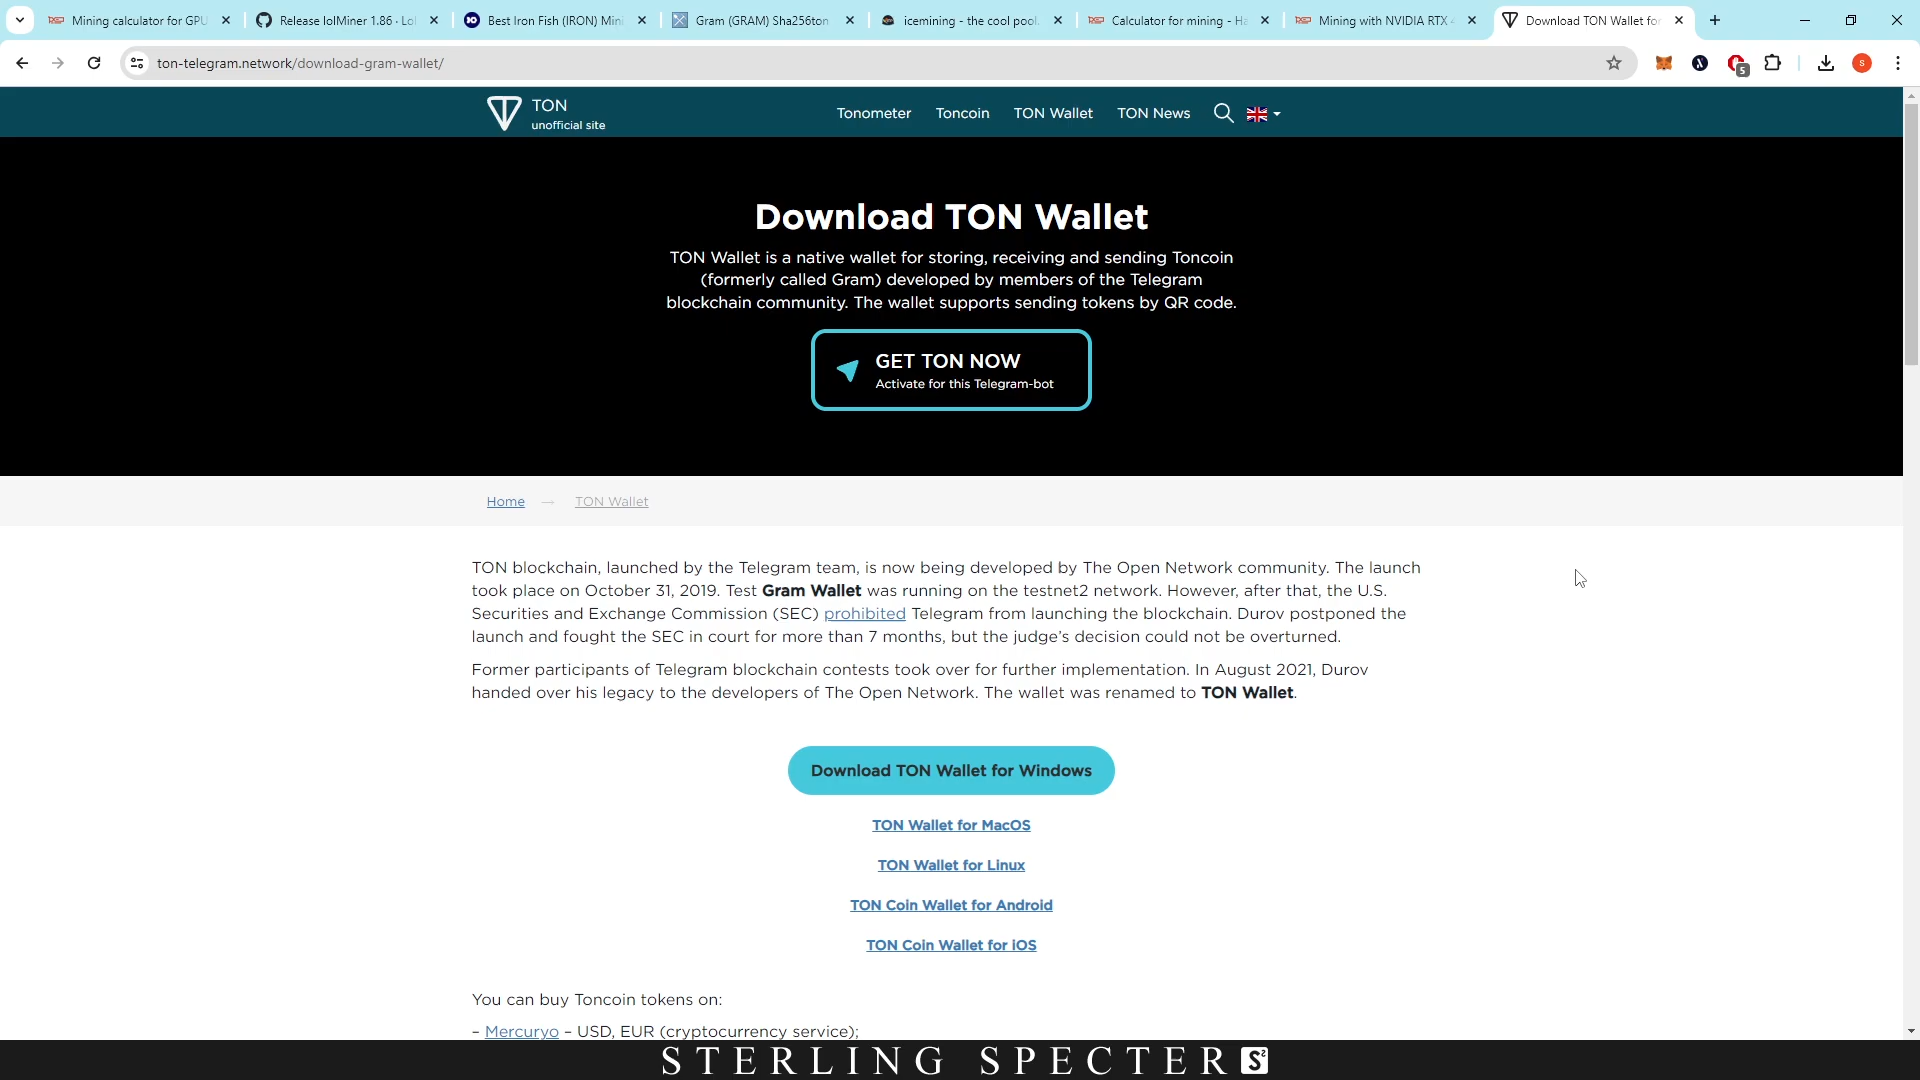 Mining calculator for GPU
Release lolMiner 1.86 · Lol
Best Iron Fish (IRON) Mini
Gram (GRAM) Sha256ton
icemining - the cool pool.
Calculator for mining - Ha
Mining with NVIDIA RTX 4
Download TON Wallet for
ton-telegram.network/download-gram-wallet/
5
S
TON
unofficial site
Tonometer
Toncoin
TON Wallet
TON News
Download TON Wallet
TON Wallet is a native wallet for storing, receiving and sending Toncoin
(formerly called Gram) developed by members of the Telegram
blockchain community. The wallet supports sending tokens by QR code.
GET TON NOW
Activate for this Telegram-bot
Home → TON Wallet
TON blockchain, launched by the Telegram team, is now being developed by The Open Network community. The launch
took place on October 31, 2019. Test Gram Wallet was running on the testnet2 network. However, after that, the U.S.
Securities and Exchange Commission (SEC) prohibited Telegram from launching the blockchain. Durov postponed the
launch and fought the SEC in court for more than 7 months, but the judge's decision could not be overturned.
Former participants of Telegram blockchain contests took over for further implementation. In August 2021, Durov
handed over his legacy to the developers of The Open Network. The wallet was renamed to TON Wallet.
Download TON Wallet for Windows
TON Wallet for MacOS
TON Wallet for Linux
TON Coin Wallet for Android
TON Coin Wallet for iOS
You can buy Toncoin tokens on:
– Mercuryo – USD, EUR (cryptocurrency service);
STERLING SPECTER S²